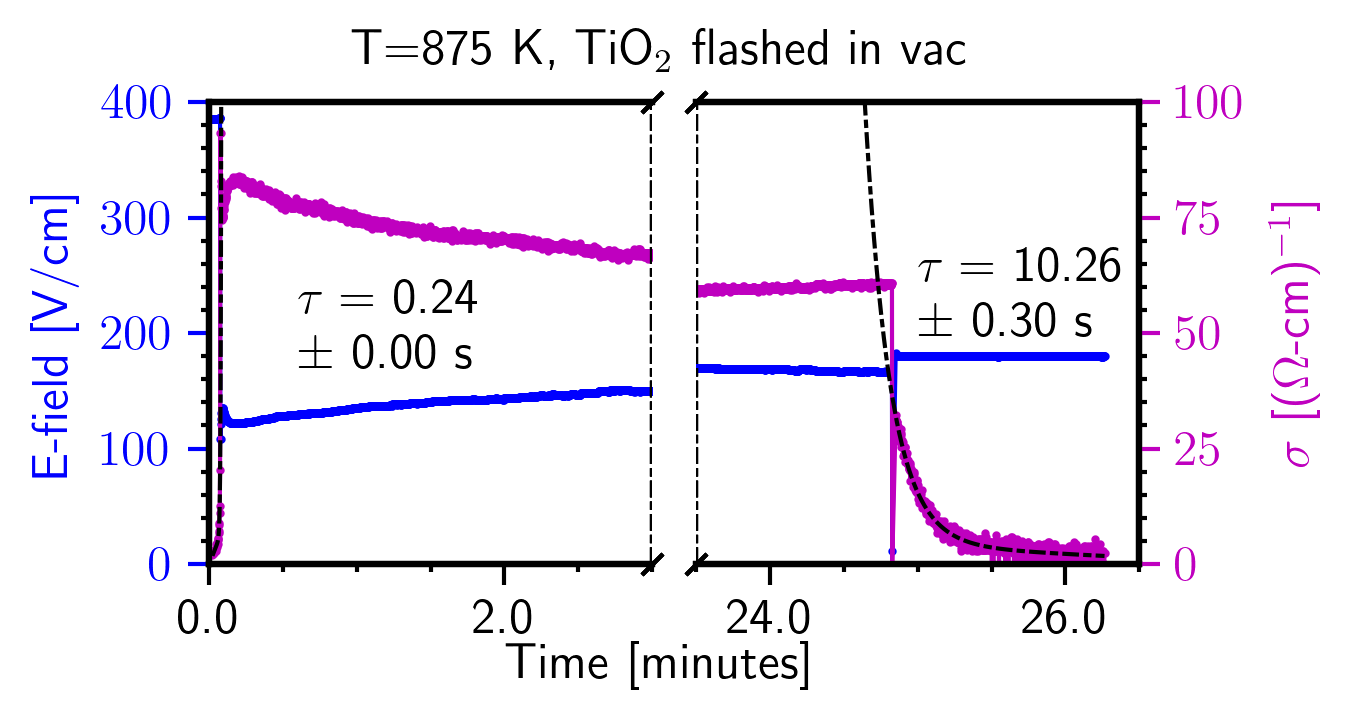 T=875 K, TiO₂ flashed in vac
400
300
200
100
0
E-field [V/cm]
τ = 0.24
± 0.00 s
τ = 10.26
± 0.30 s
100
75
50
25
0
σ [(Ω-cm)⁻¹]
0.0 2.0 24.0 26.0
Time [minutes]